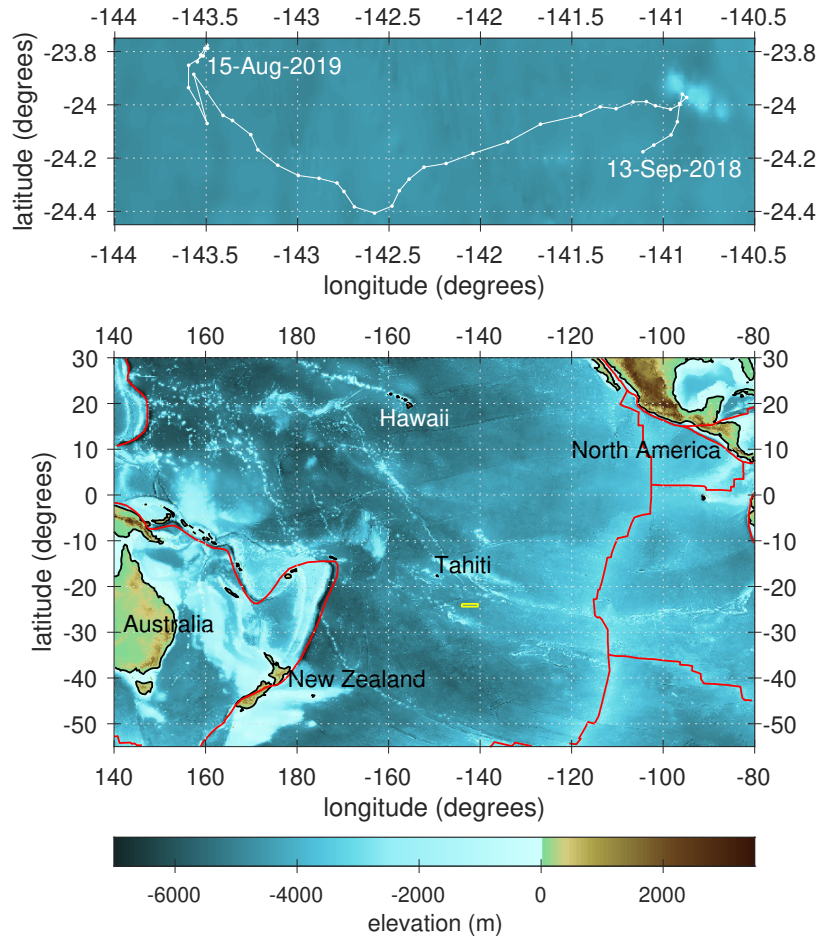 -144 -143.5 -143 -142.5 -142 -141.5 -141 -140.5
-23.8 -23.8
15-Aug-2019
-24 -24
-24.2 -24.2
13-Sep-2018
-24.4 -24.4
latitude (degrees)
-144 -143.5 -143 -142.5 -142 -141.5 -141 -140.5
longitude (degrees)
140 160 180 -160 -140 -120 -100 -80
30 30
20 20
Hawaii
10 10
North America
0 0
-10 -10
Tahiti
-20 -20
Australia
-30 -30
-40 -40
New Zealand
-50 -50
latitude (degrees)
140 160 180 -160 -140 -120 -100 -80
longitude (degrees)
-6000 -4000 -2000 0 2000
elevation (m)